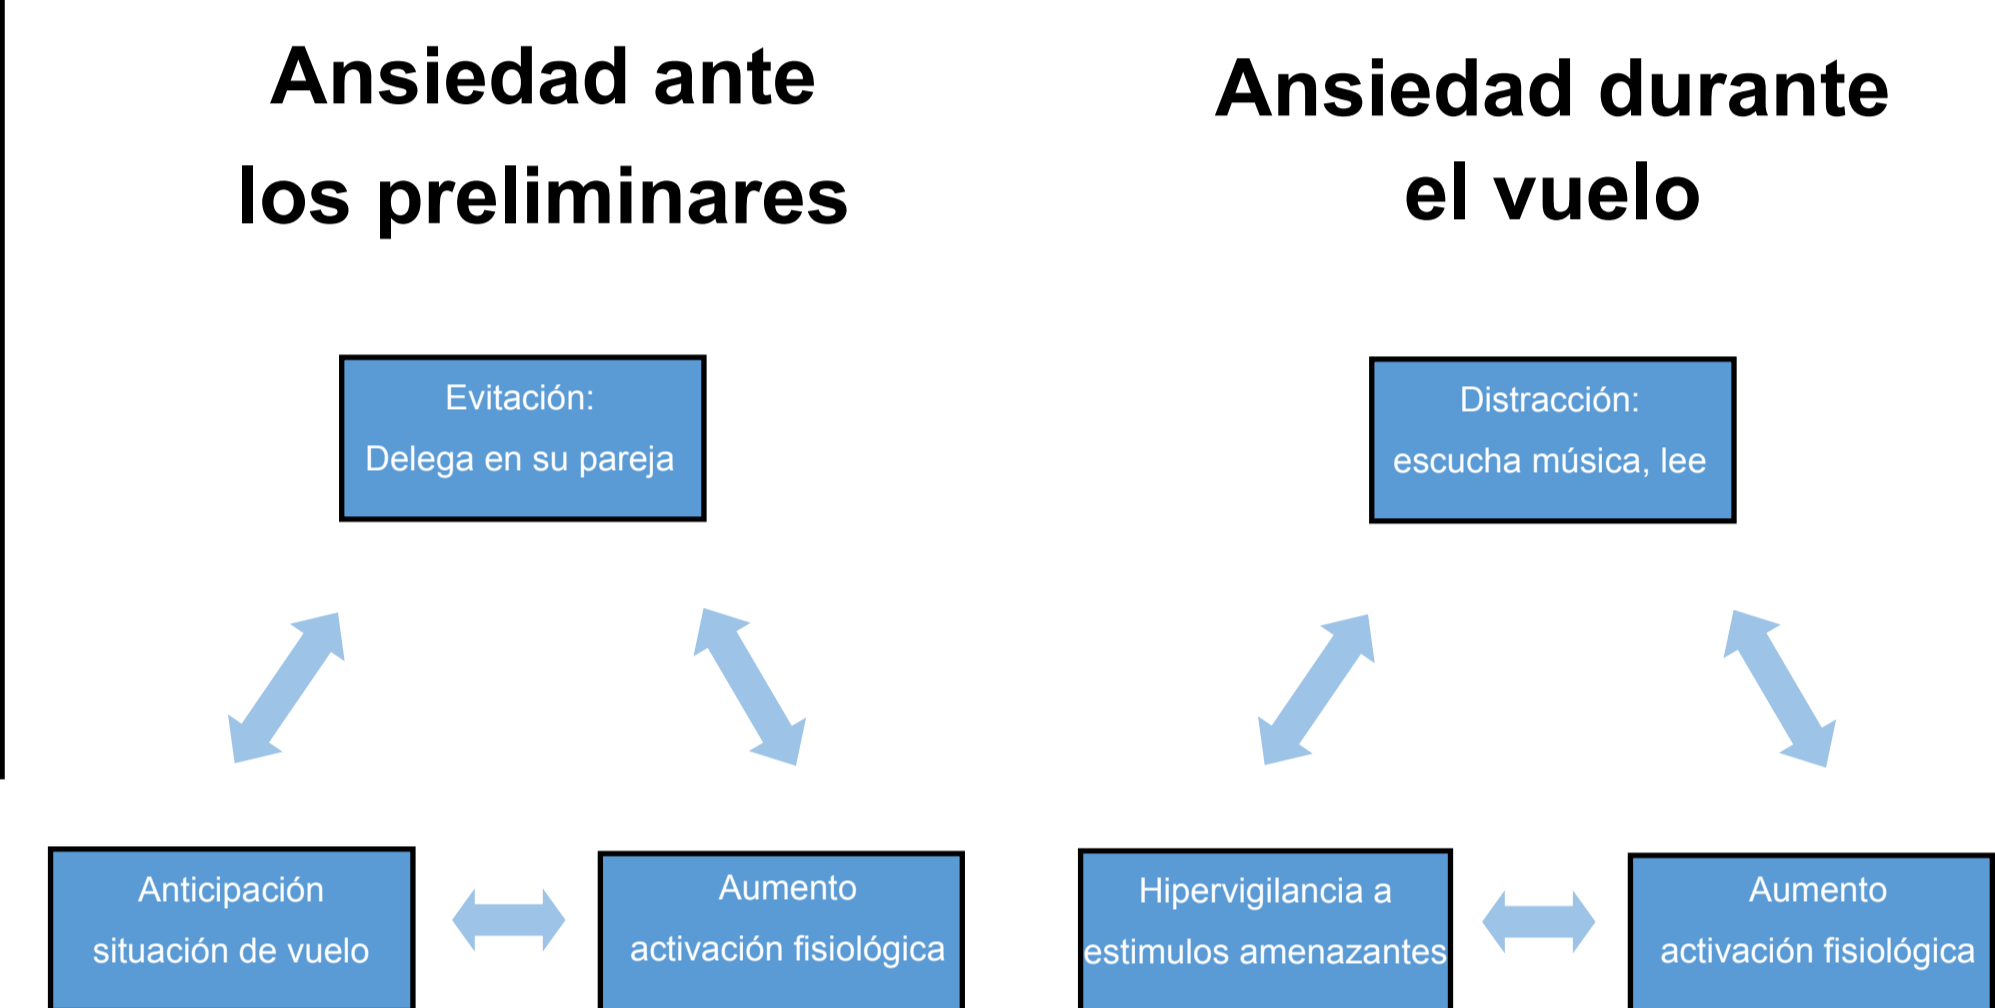 Ansiedad ante
los preliminares
Ansiedad durante
el vuelo
Evitación:
Delega en su pareja
Distracción:
escucha música, lee
Anticipación
situación de vuelo
Aumento
activación fisiológica
Hipervigilancia a
estimulos amenazantes
Aumento
activación fisiológica